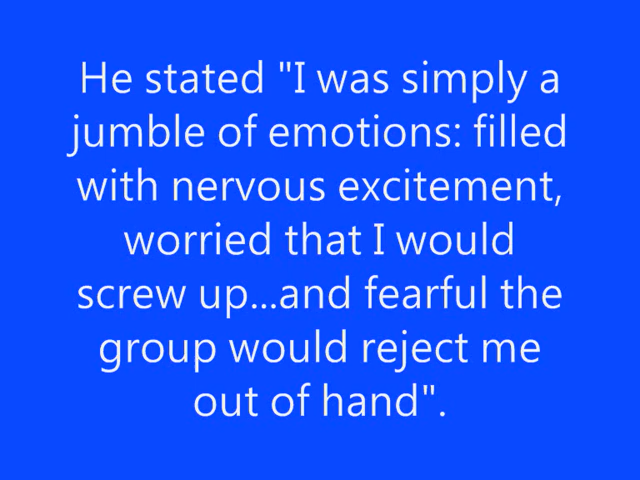 He stated "I was simply a
jumble of emotions: filled
with nervous excitement,
worried that I would
screw up...and fearful the
group would reject me
out of hand".